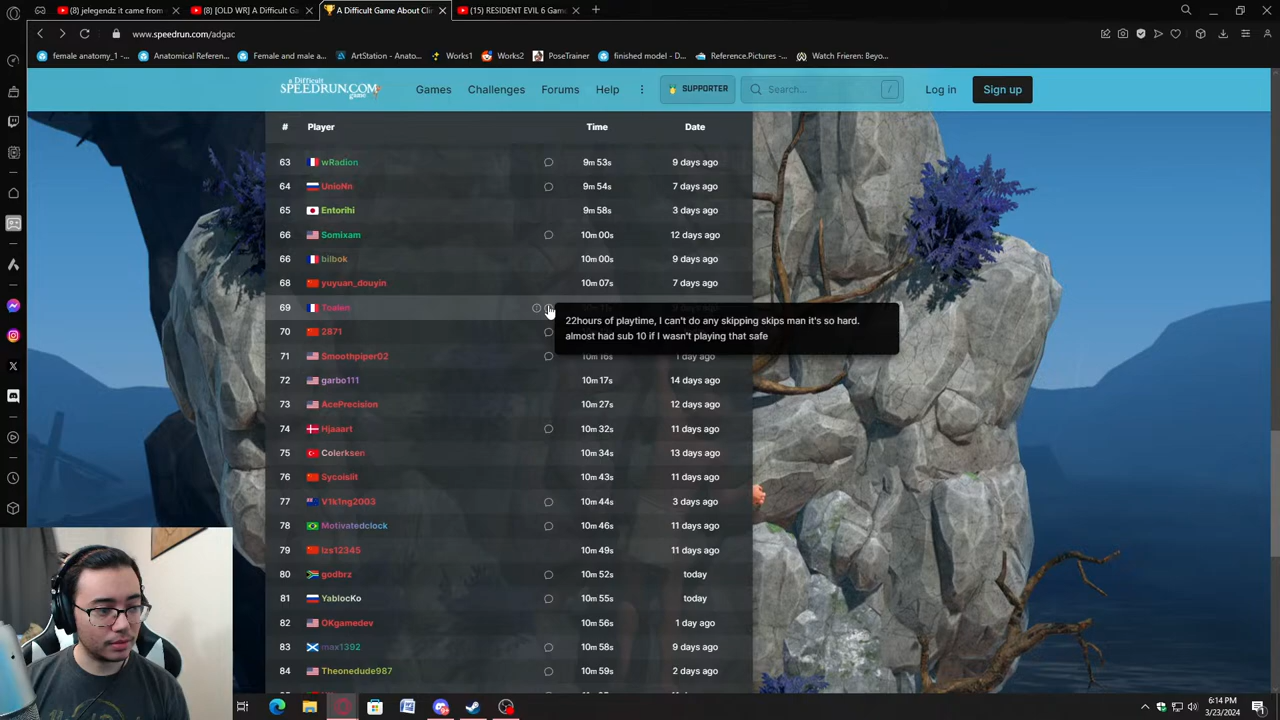 (8) jelegendz it came from
(8) [OLD WR] A Difficult G
A Difficult Game About Clim
(15) RESIDENT EVIL 6 Gam
www.speedrun.com/adgac
female anatomy_1 -...
Anatomical Referen...
Female and male a...
ArtStation - Anato...
Works1
Works2
PoseTrainer
finished model - D...
Reference.Pictures -...
Watch Frieren: Beyo...
a Difficult
SPEEDRUN.COM
game
Games
Challenges
Forums
Help
SUPPORTER
Search...
/
Log in
Sign up
# Player Time Date
63 wRadion 9m 53s 9 days ago
64 UnioNn 9m 54s 7 days ago
65 Entorihi 9m 58s 3 days ago
66 Somixam 10m 00s 12 days ago
66 bilbok 10m 00s 9 days ago
68 yuyuan_douyin 10m 07s 7 days ago
69 Toalen
22hours of playtime, I can't do any skipping skips man it's so hard.
almost had sub 10 if I wasn't playing that safe
70 2871
71 Smoothpiper02 10m 16s 1 day ago
72 garbo111 10m 17s 14 days ago
73 AcePrecision 10m 27s 12 days ago
74 Hjaaart 10m 32s 11 days ago
75 Colerksen 10m 34s 13 days ago
76 Sycoislit 10m 43s 11 days ago
77 V1k1ng2003 10m 44s 3 days ago
78 Motivatedclock 10m 46s 11 days ago
79 lzs12345 10m 49s 11 days ago
80 godbrz 10m 52s today
81 YablocKo 10m 55s today
82 OKgamedev 10m 56s 1 day ago
83 max1392 10m 58s 9 days ago
84 Theonedude987 10m 59s 2 days ago
6:14 PM
3/23/2024